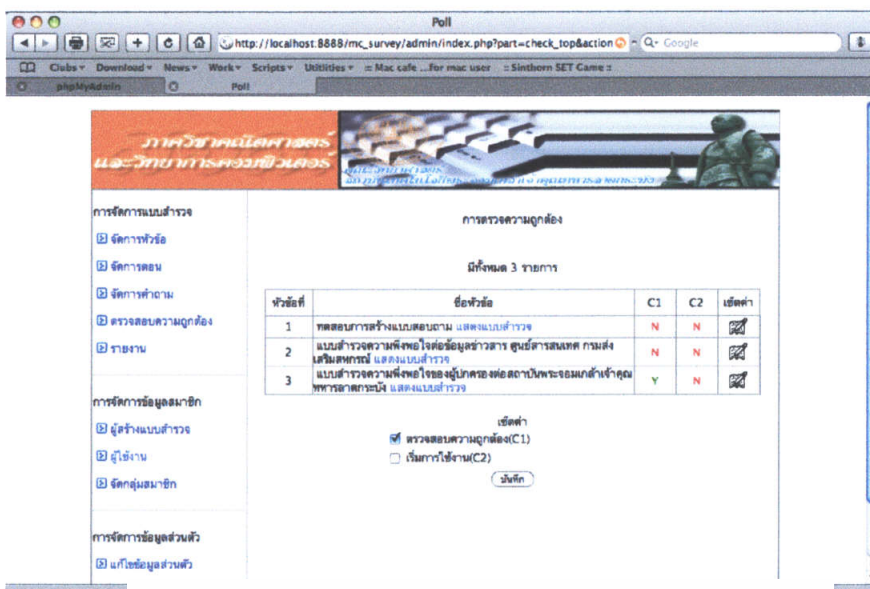 Poll
http://localhost:8888/mc_survey/admin/index.php?part=check_top&action
Google
Clubs Download News Work Scripts Utitlities :: Mac cafe ...for mac user :: Sinthorn SET Game ::
phpMyAdmin Poll
ภาควิชาคณิตศาสตร์
และวิทยาการคอมพิวเตอร์
คณะวิทยาศาสตร์
การจัดการแบบสำรวจ
จัดการหัวข้อ
จัดการตอน
จัดการคำถาม
ตรวจสอบความถูกต้อง
รายงาน
การจัดการข้อมูลสมาชิก
ผู้สร้างแบบสำรวจ
ผู้ใช้งาน
จัดกลุ่มสมาชิก
การจัดการข้อมูลส่วนตัว
แก้ไขข้อมูลส่วนตัว
การตรวจความถูกต้อง
มีทั้งหมด 3 รายการ
หัวข้อที่ ชื่อหัวข้อ C1 C2 เซ็ตค่า
1 ทดสอบการสร้างแบบสอบถาม แสดงแบบสำรวจ N N
2 แบบสำรวจความพึงพอใจต่อข้อมูลข่าวสาร ศูนย์สารสนเทศ กรมส่ง
เสริมสหกรณ์ แสดงแบบสำรวจ N N
3 แบบสำรวจความพึงพอใจของผู้ปกครองต่อสถาบันพระจอมเกล้าเจ้าคุณ
ทหารลาดกระบัง แสดงแบบสำรวจ Y N
เซ็ตค่า
ตรวจสอบความถูกต้อง(C1)
เริ่มการใช้งาน(C2)
บันทึก